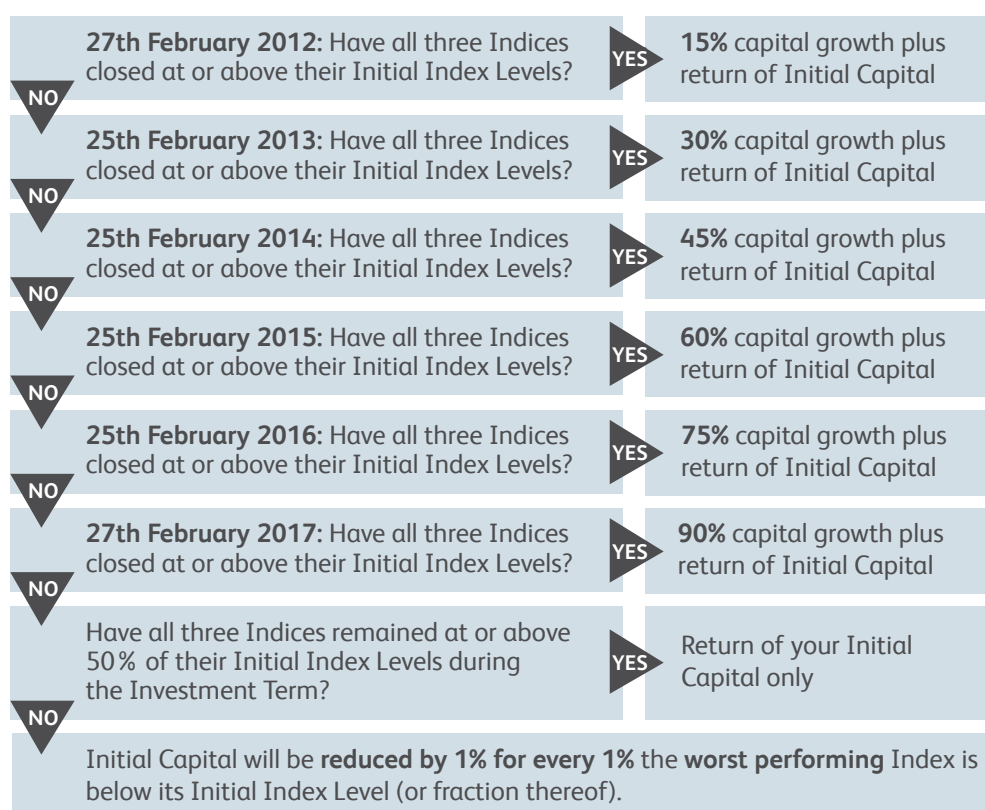 27th February 2012: Have all three Indices
closed at or above their Initial Index Levels?
YES
15% capital growth plus
return of Initial Capital
NO
25th February 2013: Have all three Indices
closed at or above their Initial Index Levels?
YES
30% capital growth plus
return of Initial Capital
NO
25th February 2014: Have all three Indices
closed at or above their Initial Index Levels?
YES
45% capital growth plus
return of Initial Capital
NO
25th February 2015: Have all three Indices
closed at or above their Initial Index Levels?
YES
60% capital growth plus
return of Initial Capital
NO
25th February 2016: Have all three Indices
closed at or above their Initial Index Levels?
YES
75% capital growth plus
return of Initial Capital
NO
27th February 2017: Have all three Indices
closed at or above their Initial Index Levels?
YES
90% capital growth plus
return of Initial Capital
NO
Have all three Indices remained at or above
50% of their Initial Index Levels during
the Investment Term?
YES
Return of your Initial
Capital only
NO
Initial Capital will be reduced by 1% for every 1% the worst performing Index is
below its Initial Index Level (or fraction thereof).